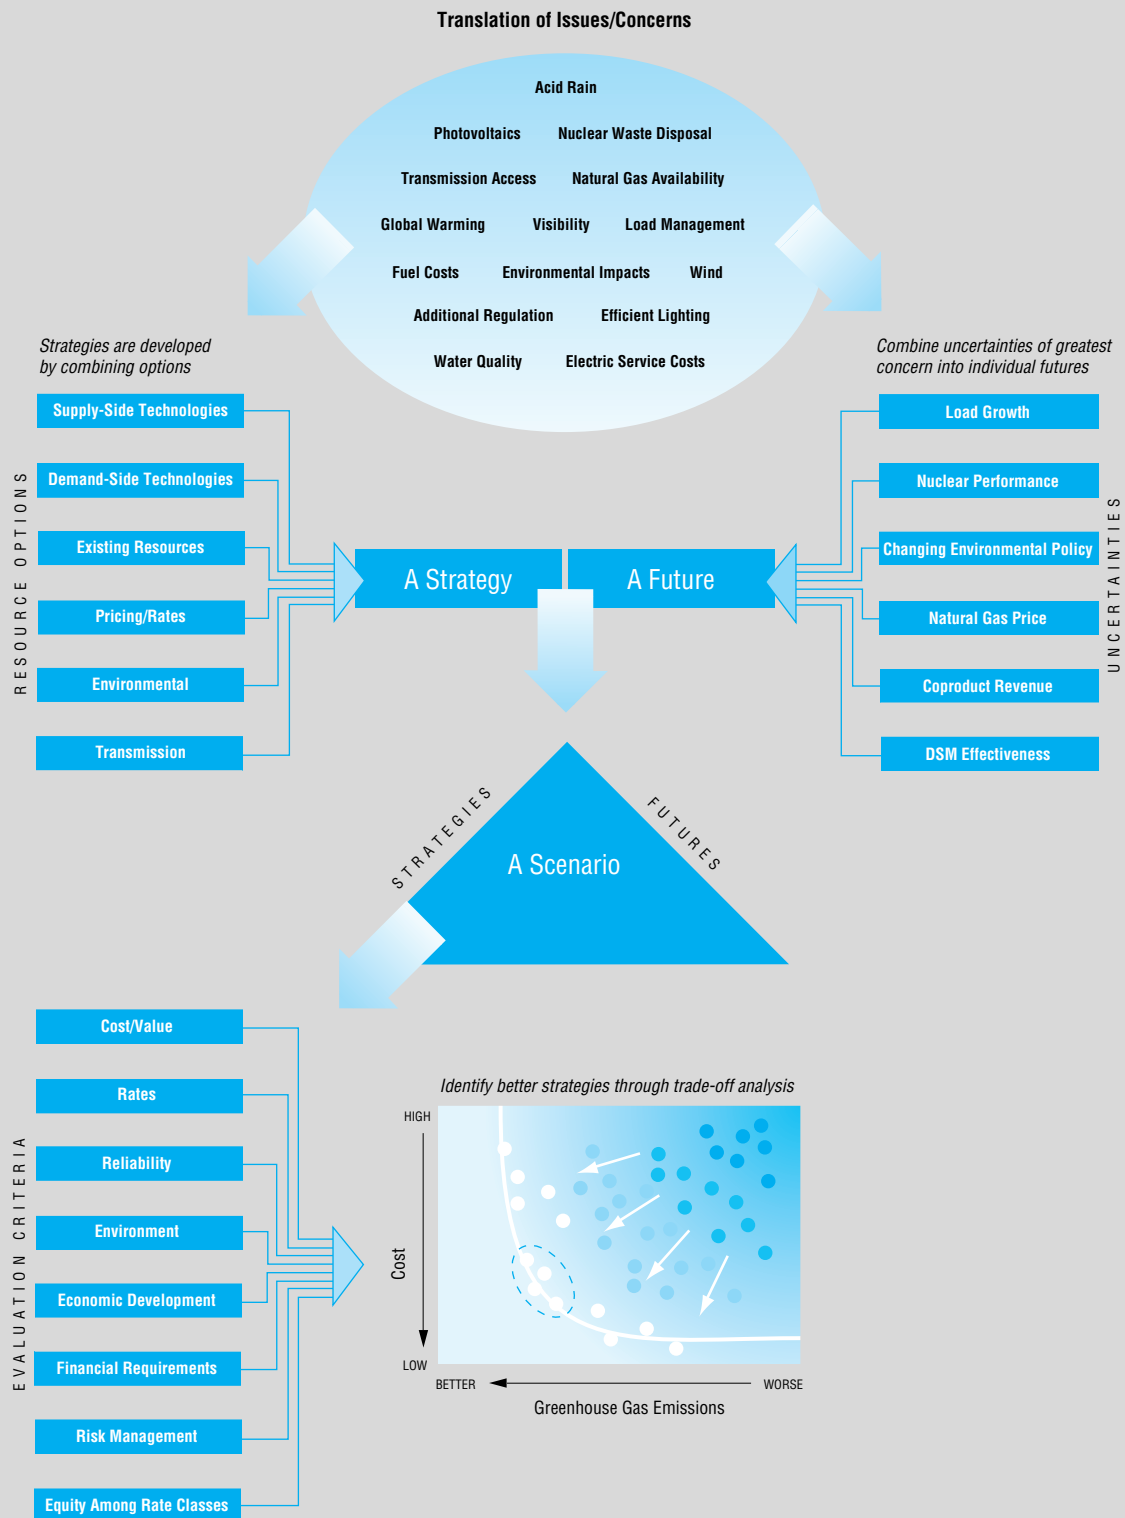 Translation of Issues/Concerns
Acid Rain
Photovoltaics Nuclear Waste Disposal
Transmission Access Natural Gas Availability
Global Warming Visibility Load Management
Fuel Costs Environmental Impacts Wind
Additional Regulation Efficient Lighting
Water Quality Electric Service Costs
Strategies are developed
by combining options
RESOURCE OPTIONS
Supply-Side Technologies
Demand-Side Technologies
Existing Resources
Pricing/Rates
Environmental
Transmission
A Strategy
A Future
Combine uncertainties of greatest
concern into individual futures
Load Growth
Nuclear Performance
Changing Environmental Policy
Natural Gas Price
Coproduct Revenue
DSM Effectiveness
UNCERTAINTIES
STRATEGIES
FUTURES
A Scenario
EVALUATION CRITERIA
Cost/Value
Rates
Reliability
Environment
Economic Development
Financial Requirements
Risk Management
Equity Among Rate Classes
Identify better strategies through trade-off analysis
HIGH
Cost
LOW
BETTER WORSE
Greenhouse Gas Emissions